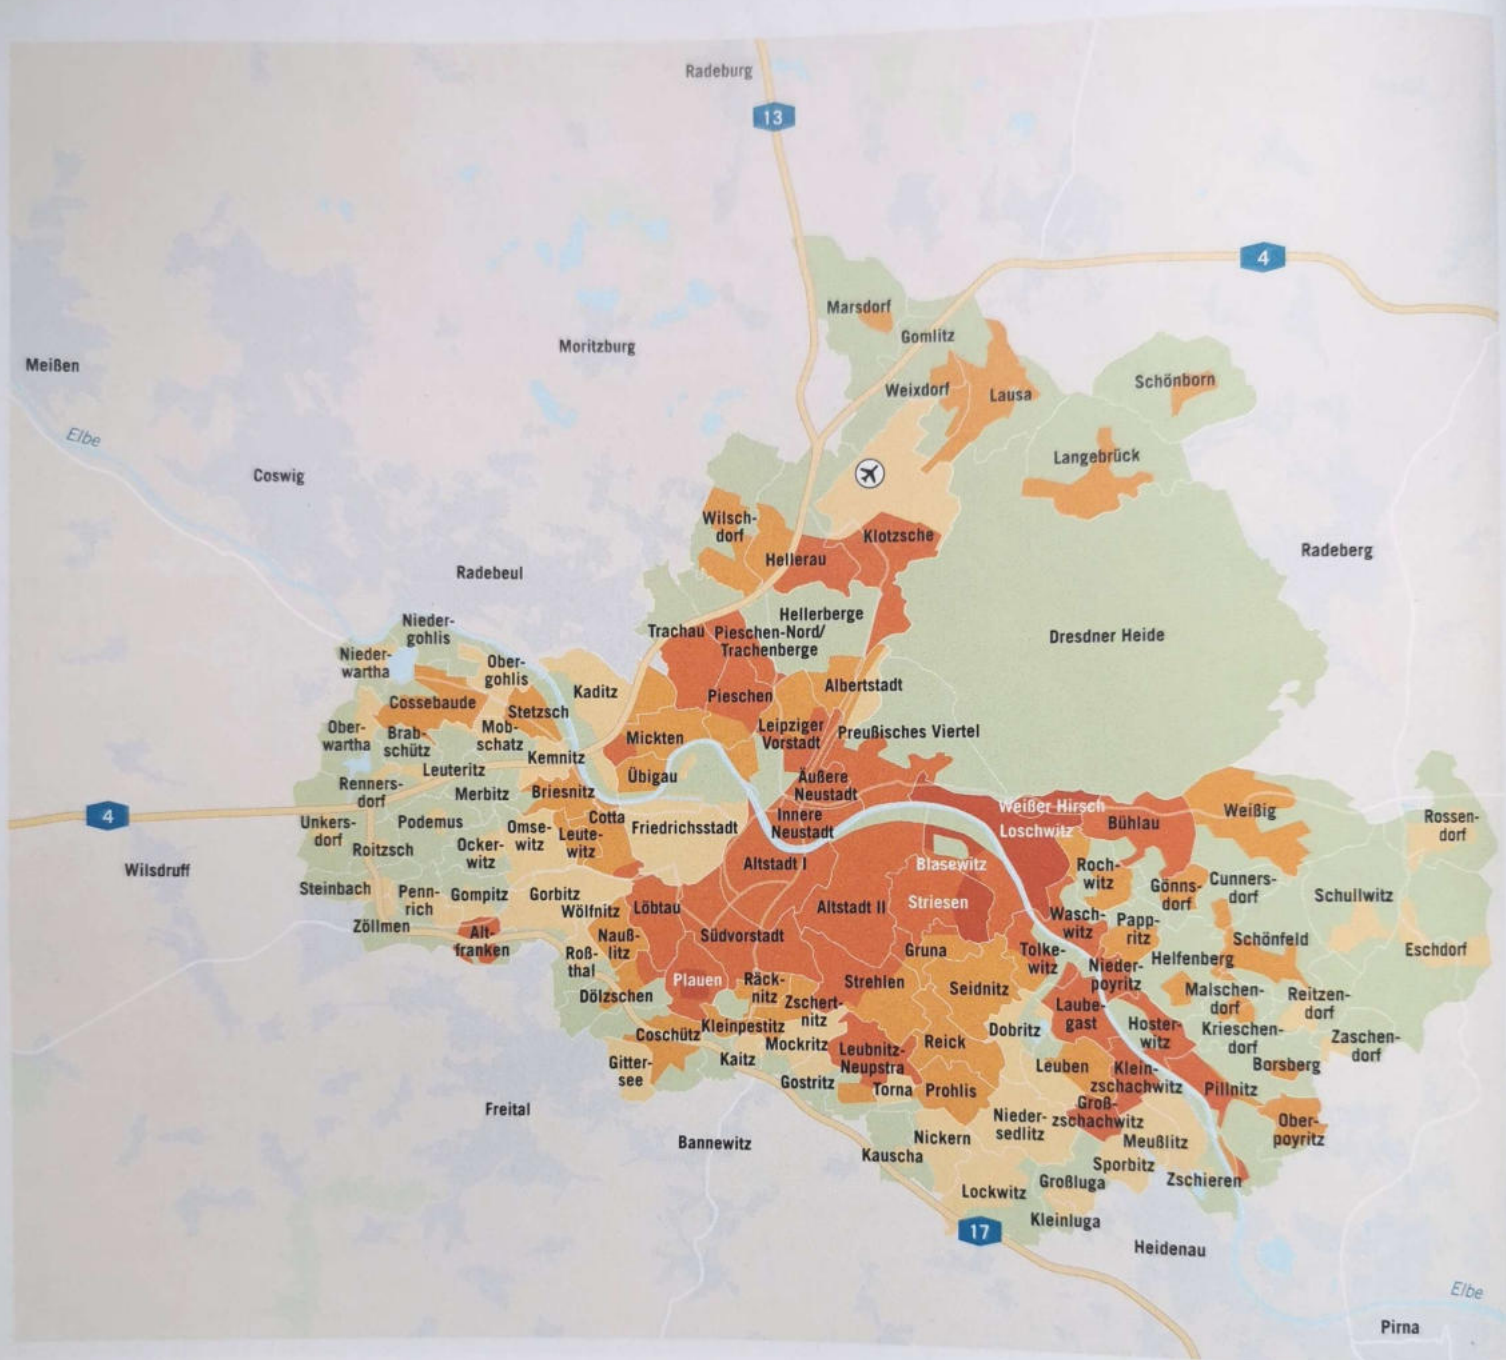 Radeburg
13
4
Marsdorf
Gomlitz
Meißen
Moritzburg
Weixdorf
Lausa
Schönborn
Elbe
Langebrück
Coswig
Wilsch-
dorf
Klotzsche
Hellerau
Radeberg
Radebeul
Hellerberge
Nieder-
gohlis
Trachau
Pieschen-Nord/
Trachenberge
Dresdner Heide
Nieder-
wartha
Ober-
gohlis
Kaditz
Albertstadt
Cossebaude
Stetzsch
Pieschen
Ober-
wartha
Brab-
schütz
Mob-
schatz
Mickten
Leipziger
Vorstadt
Preußisches Viertel
Kemnitz
Leuteritz
Übigau
Äußere
Neustadt
Renners-
dorf
Merbitz
Briesnitz
4
Weißer Hirsch
Weißig
Unkers-
dorf
Podemus
Omse-
witz
Cotta
Leute-
witz
Friedrichsstadt
Innere
Neustadt
Loschwitz
Bühlau
Rossen-
dorf
Roitzsch
Ocker-
witz
Wilsdruff
Altstadt I
Blasewitz
Roch-
witz
Steinbach
Penn-
rich
Gompitz
Gorbitz
Gönns-
dorf
Cunners-
dorf
Schullwitz
Wölfnitz
Löbtau
Altstadt II
Striesen
Zöllmen
Alt-
franken
Nauß-
litz
Südvorstadt
Wasch-
witz
Papp-
ritz
Schönfeld
Eschdorf
Roß-
thal
Gruna
Tolke-
witz
Helfenberg
Plauen
Räck-
nitz
Strehlen
Seidnitz
Nieder-
poyritz
Dölzschen
Zschert-
nitz
Malschen-
dorf
Reitzen-
dorf
Laube-
gast
Coschütz
Kleinpestitz
Mockritz
Dobritz
Hoster-
witz
Krieschen-
dorf
Zaschen-
dorf
Gitter-
see
Kaitz
Leubnitz-
Neupstra
Reick
Leuben
Klein-
zschachwitz
Borsberg
Gostritz
Torna
Prohlis
Pillnitz
Freital
Groß-
zschachwitz
Nieder-
sedlitz
Ober-
poyritz
Bannewitz
Nickern
Meußlitz
Kauscha
Sporbitz
Zschieren
Großluga
Lockwitz
Kleinluga
17
Heidenau
Elbe
Pirna